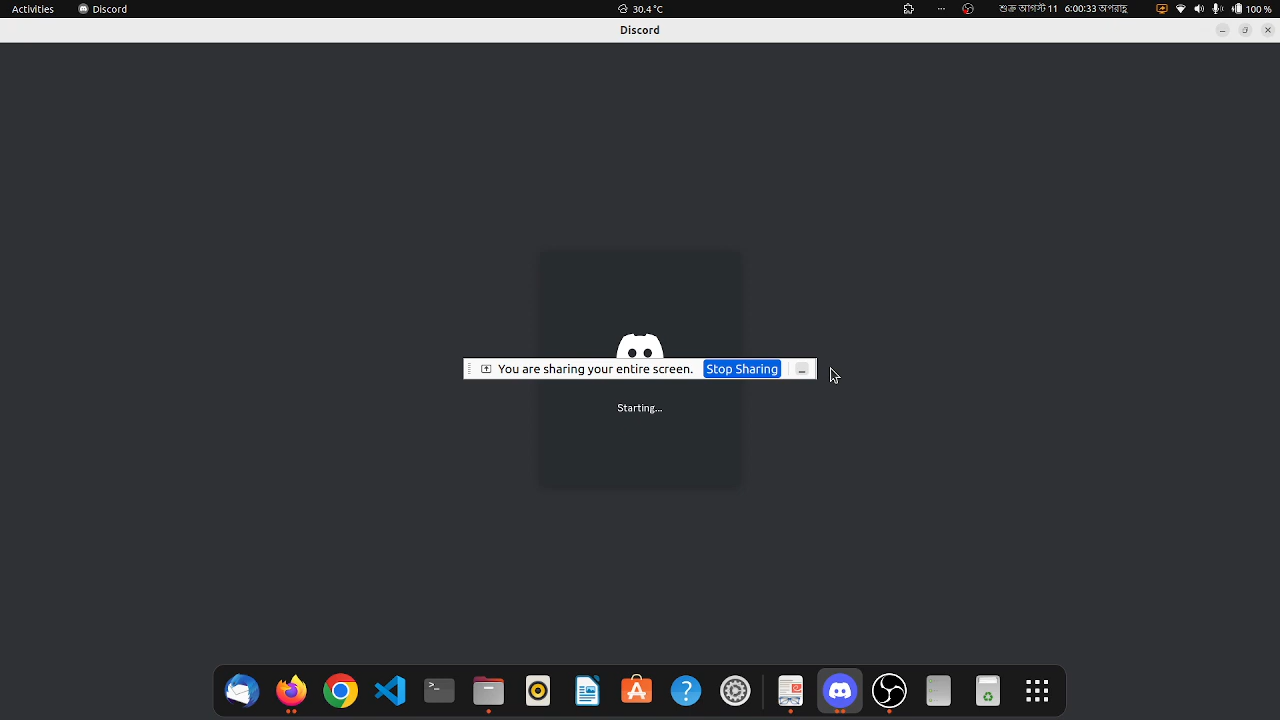 Activities Discord 30.4 °C শুক্র আগস্ট 11 6:00:33 অপরাহ্ণ 100 %
Discord
You are sharing your entire screen. Stop Sharing
Starting...